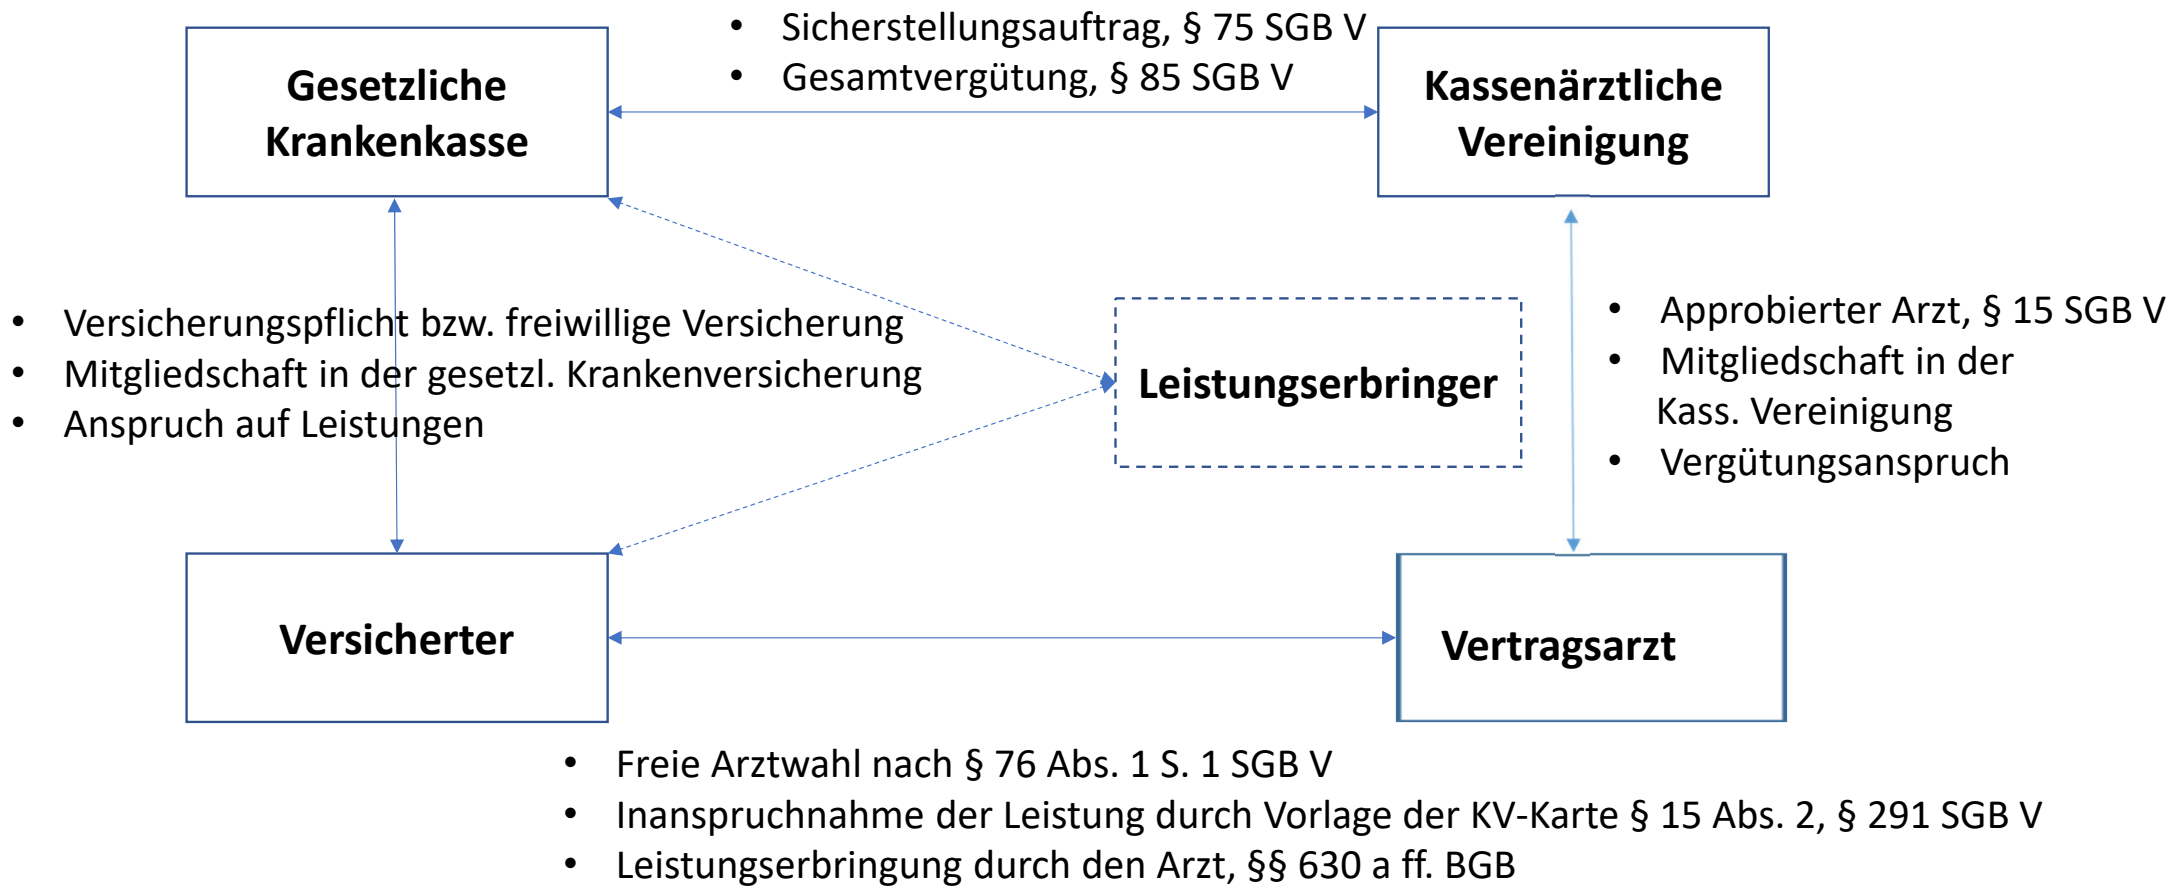 • Sicherstellungsauftrag, § 75 SGB V
• Gesamtvergütung, § 85 SGB V
Gesetzliche
Krankenkasse
Kassenärztliche
Vereinigung
• Versicherungspflicht bzw. freiwillige Versicherung
• Mitgliedschaft in der gesetzl. Krankenversicherung
• Anspruch auf Leistungen
Leistungserbringer
• Approbierter Arzt, § 15 SGB V
• Mitgliedschaft in der
Kass. Vereinigung
• Vergütungsanspruch
Versicherter
Vertragsarzt
• Freie Arztwahl nach § 76 Abs. 1 S. 1 SGB V
• Inanspruchnahme der Leistung durch Vorlage der KV-Karte § 15 Abs. 2, § 291 SGB V
• Leistungserbringung durch den Arzt, §§ 630 a ff. BGB